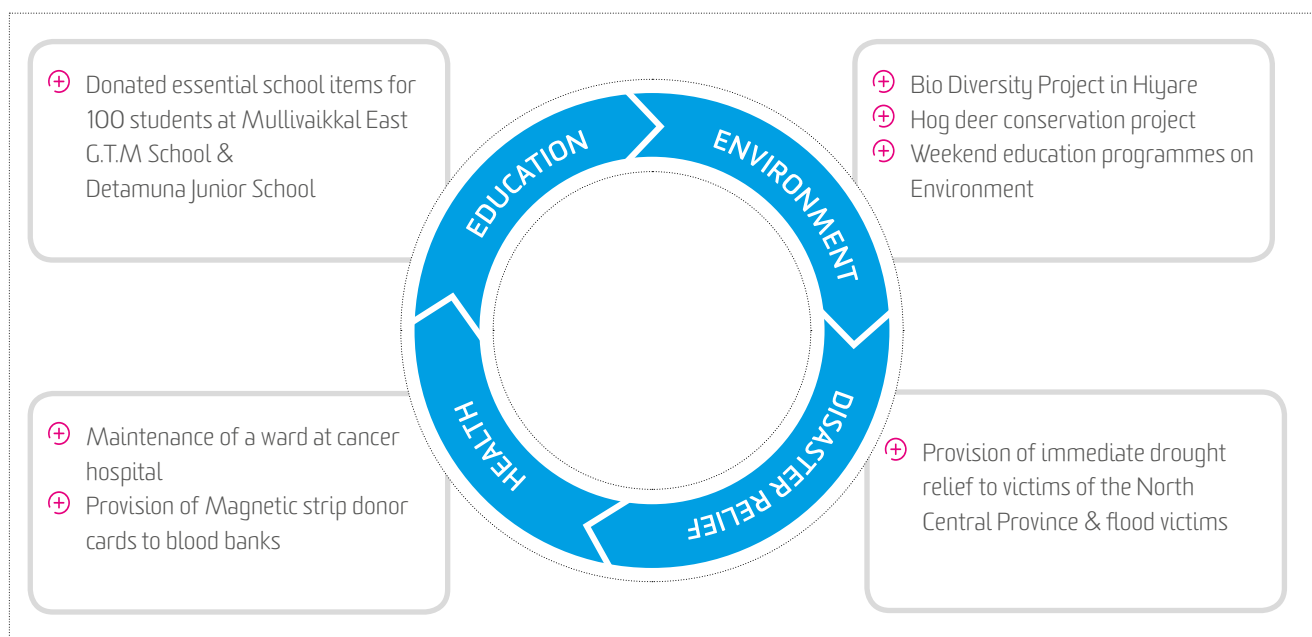 Donated essential school items for
100 students at Mullivaikkal East
G.T.M School &
Detamuna Junior School
Bio Diversity Project in Hiyare
Hog deer conservation project
Weekend education programmes on
Environment
EDUCATION
ENVIRONMENT
HEALTH
DISASTER RELIEF
Maintenance of a ward at cancer
hospital
Provision of Magnetic strip donor
cards to blood banks
Provision of immediate drought
relief to victims of the North
Central Province & flood victims